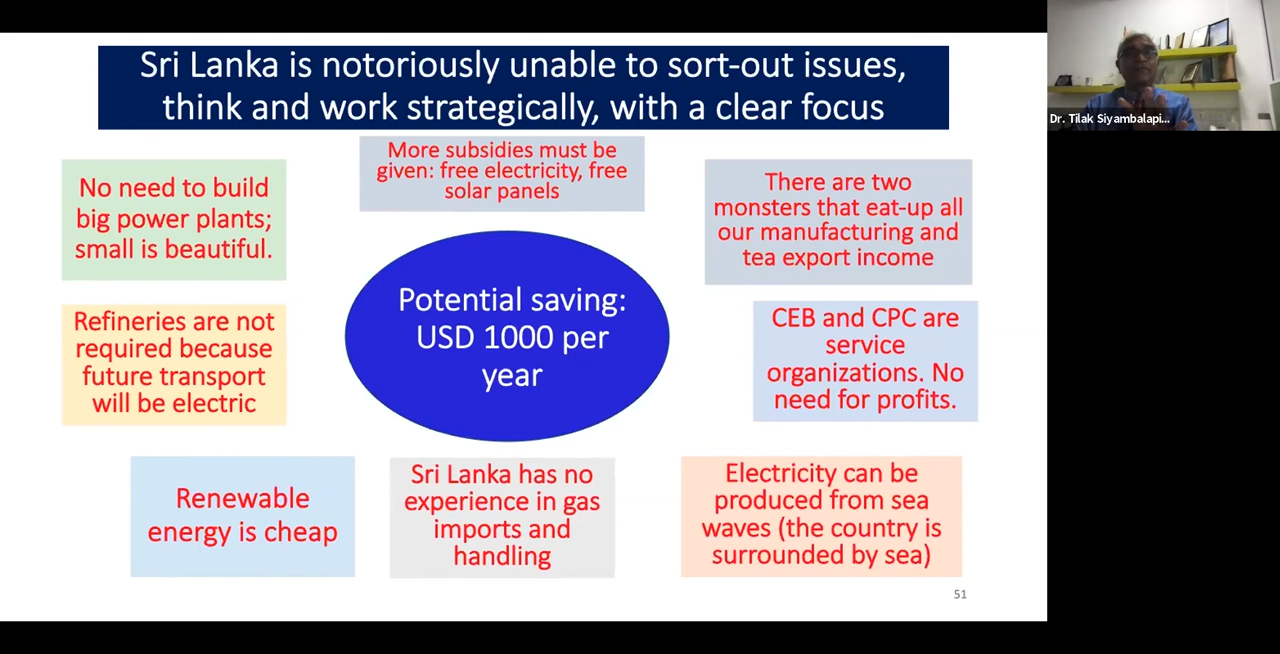 Sri Lanka is notoriously unable to sort-out issues,
think and work strategically, with a clear focus
More subsidies must be
given: free electricity, free
solar panels
No need to build
big power plants;
small is beautiful.
There are two
monsters that eat-up all
our manufacturing and
tea export income
Potential saving:
USD 1000 per
year
Refineries are not
required because
future transport
will be electric
CEB and CPC are
service
organizations. No
need for profits.
Renewable
energy is cheap
Sri Lanka has no
experience in gas
imports and
handling
Electricity can be
produced from sea
waves (the country is
surrounded by sea)
51
Dr. Tilak Siyambalapi...